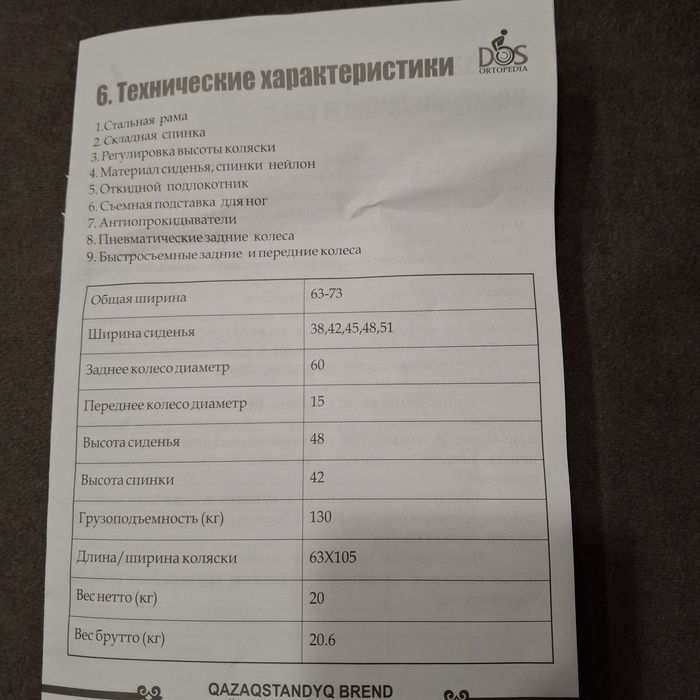 DOS
ORTOPEDIA
6. Технические характеристики
1.Стальная рама
2. Складная спинка
3. Регулировка высоты коляски
4. Материал сиденья, спинки нейлон
5. Откидной подлокотник
6. Съемная подставка для ног
7. Антиопрокидыватели
8. Пневматические задние колеса
9. Быстросъемные задние и передние колеса
Общая ширина 63-73
Ширина сиденья 38,42,45,48,51
Заднее колесо диаметр 60
Переднее колесо диаметр 15
Высота сиденья 48
Высота спинки 42
Грузоподъемность (кг) 130
Длина/ширина коляски 63X105
Вес нетто (кг) 20
Вес брутто (кг) 20.6
QAZAQSTANDYQ BREND